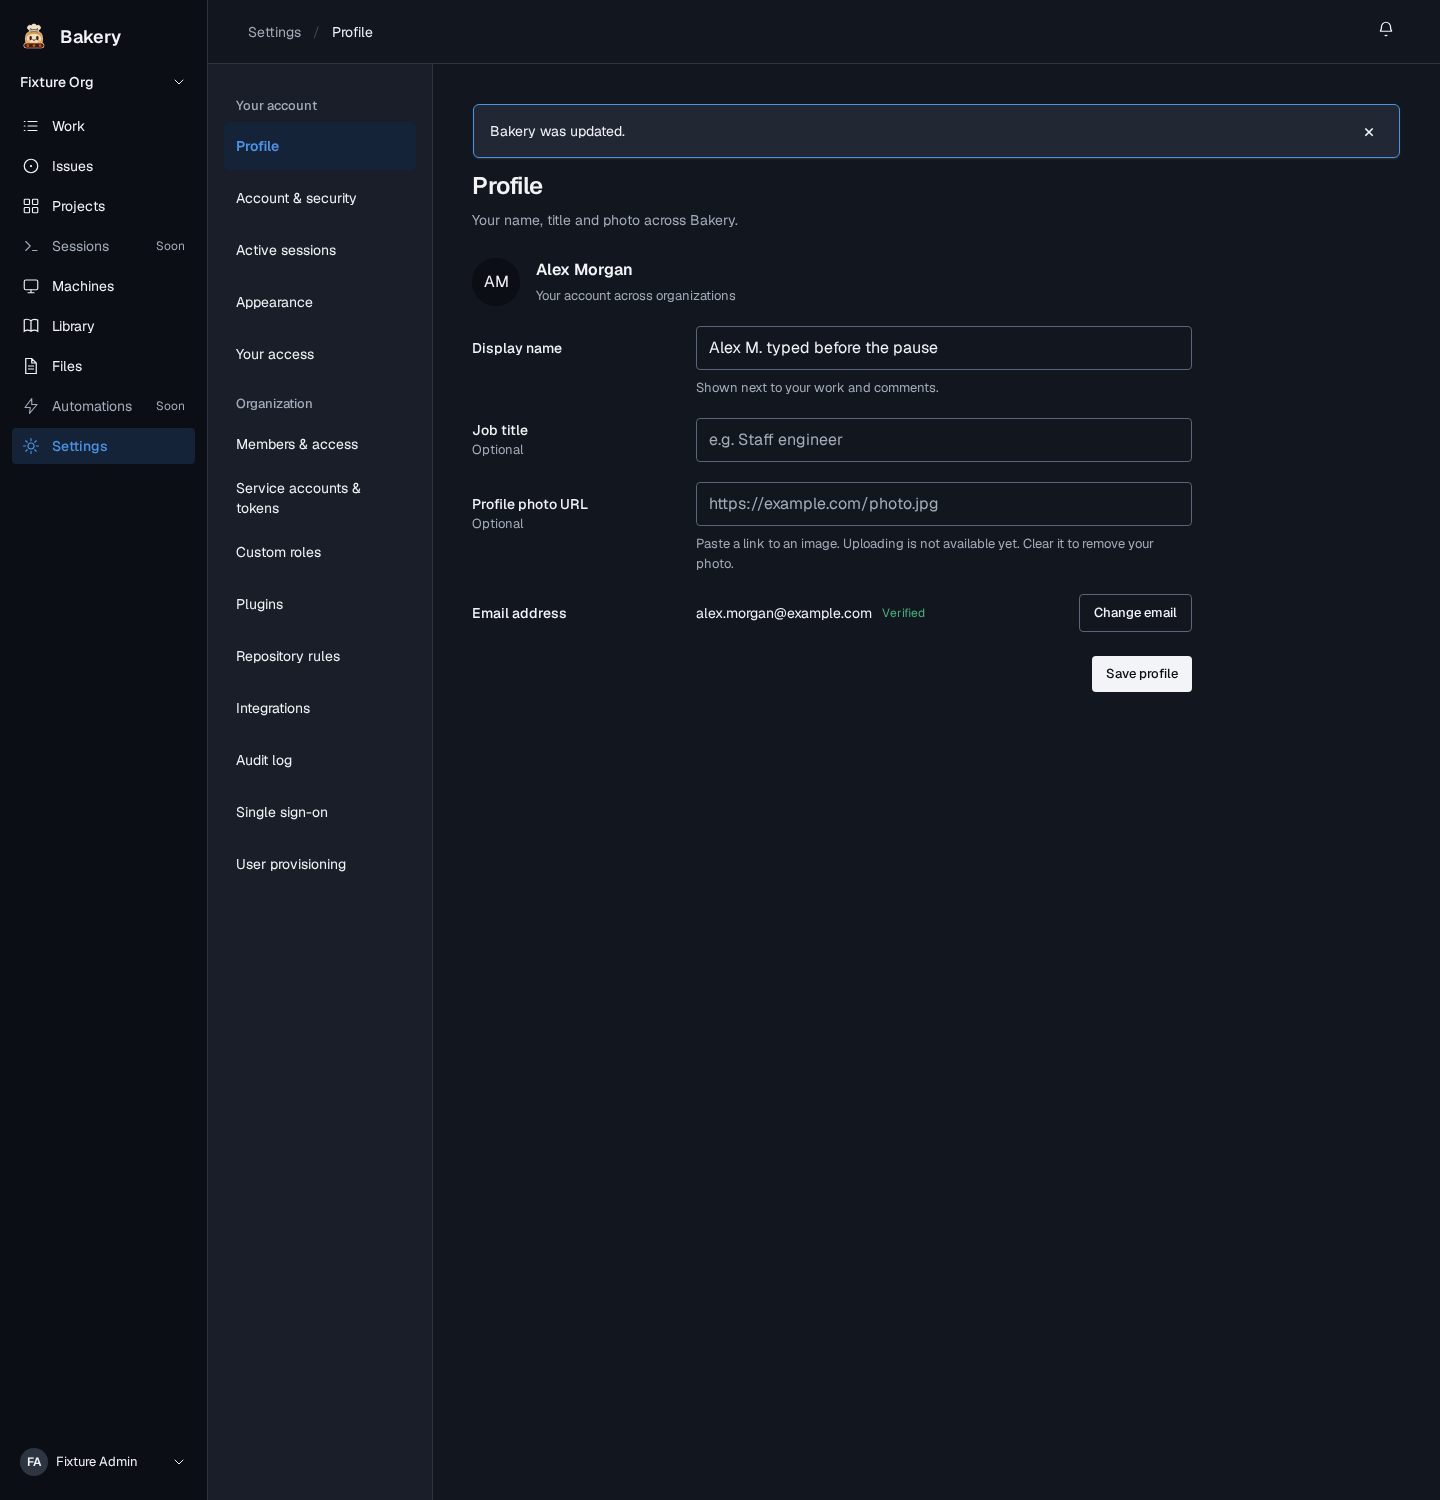 Bakery
Fixture Org
Work
Issues
Projects
Sessions Soon
Machines
Library
Files
Automations Soon
Settings
FA Fixture Admin
Settings / Profile
Your account
Profile
Account & security
Active sessions
Appearance
Your access
Organization
Members & access
Service accounts &
tokens
Custom roles
Plugins
Repository rules
Integrations
Audit log
Single sign-on
User provisioning
Bakery was updated.
Profile
Your name, title and photo across Bakery.
AM
Alex Morgan
Your account across organizations
Display name
Alex M. typed before the pause
Shown next to your work and comments.
Job title
Optional
e.g. Staff engineer
Profile photo URL
Optional
https://example.com/photo.jpg
Paste a link to an image. Uploading is not available yet. Clear it to remove your
photo.
Email address
alex.morgan@example.com Verified
Change email
Save profile